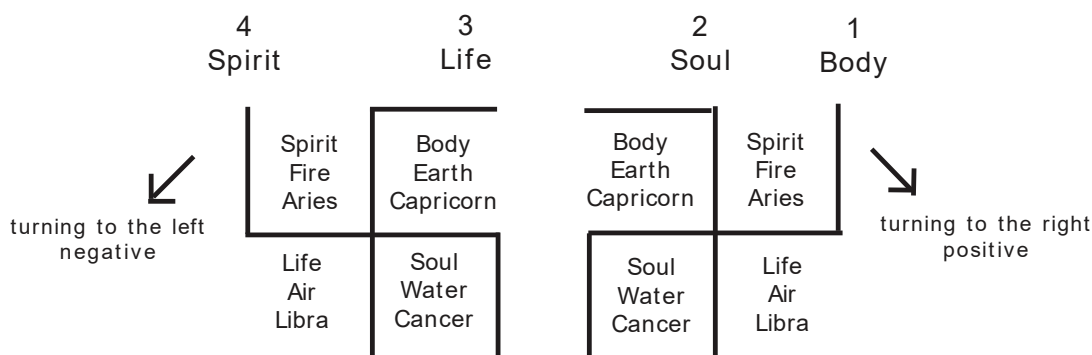 4 3 2 1
Spirit Life Soul Body
Spirit
Fire
Aries
Body
Earth
Capricorn
Body
Earth
Capricorn
Spirit
Fire
Aries
turning to the left
negative
turning to the right
positive
Life
Air
Libra
Soul
Water
Cancer
Soul
Water
Cancer
Life
Air
Libra